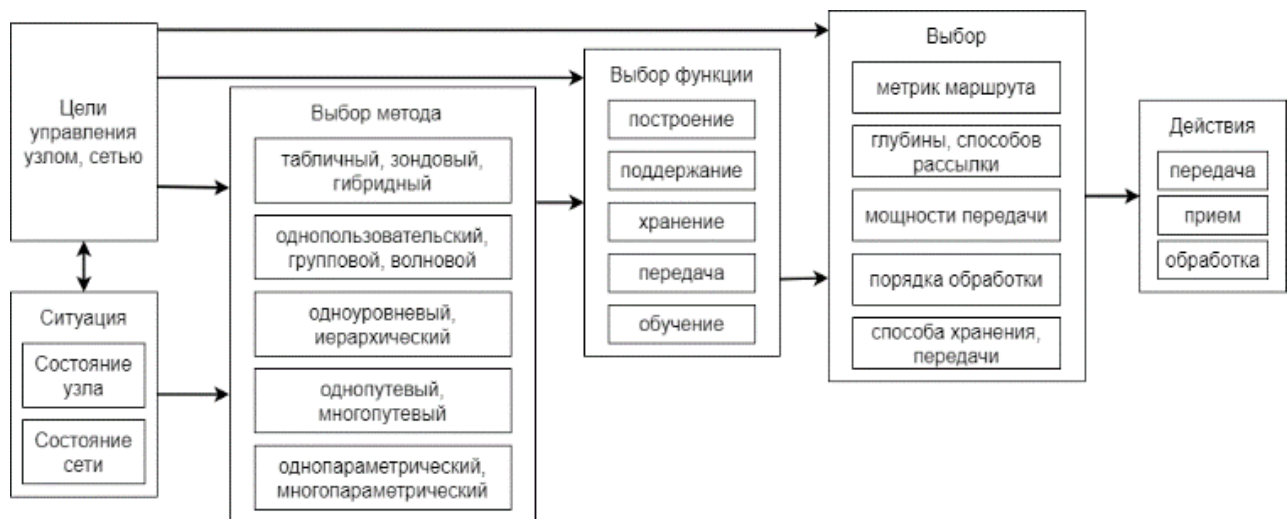 Цели
управления
узлом, сетью
Ситуация
Состояние
узла
Состояние
сети
Выбор метода
табличный, зондовый,
гибридный
однопользовательский,
групповой, волновой
одноуровневый,
иерархический
однопутевый,
многопутевый
однопараметрический,
многопараметрический
Выбор функции
построение
поддержание
хранение
передача
обучение
Выбор
метрик маршрута
глубины, способов
рассылки
мощности передачи
порядка обработки
способа хранения,
передачи
Действия
передача
прием
обработка